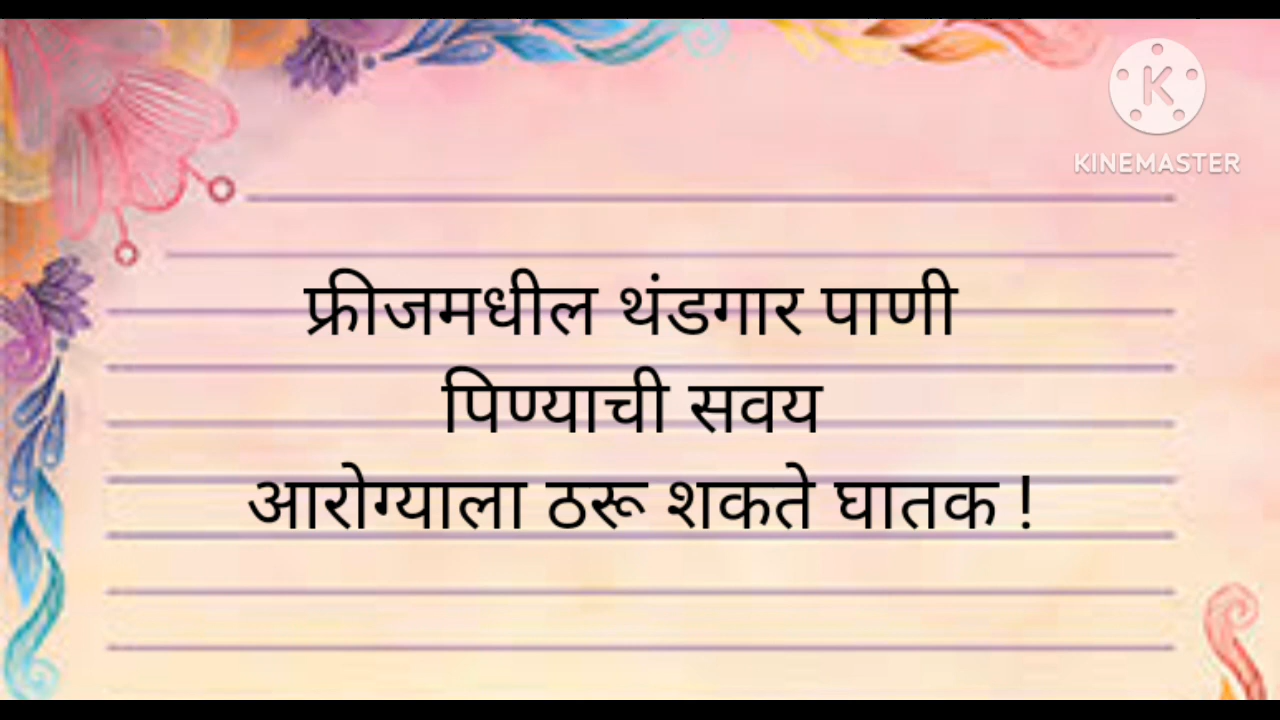 KINEMASTER
फ्रीजमधील थंडगार पाणी
पिण्याची सवय
आरोग्याला ठरू शकते घातक !